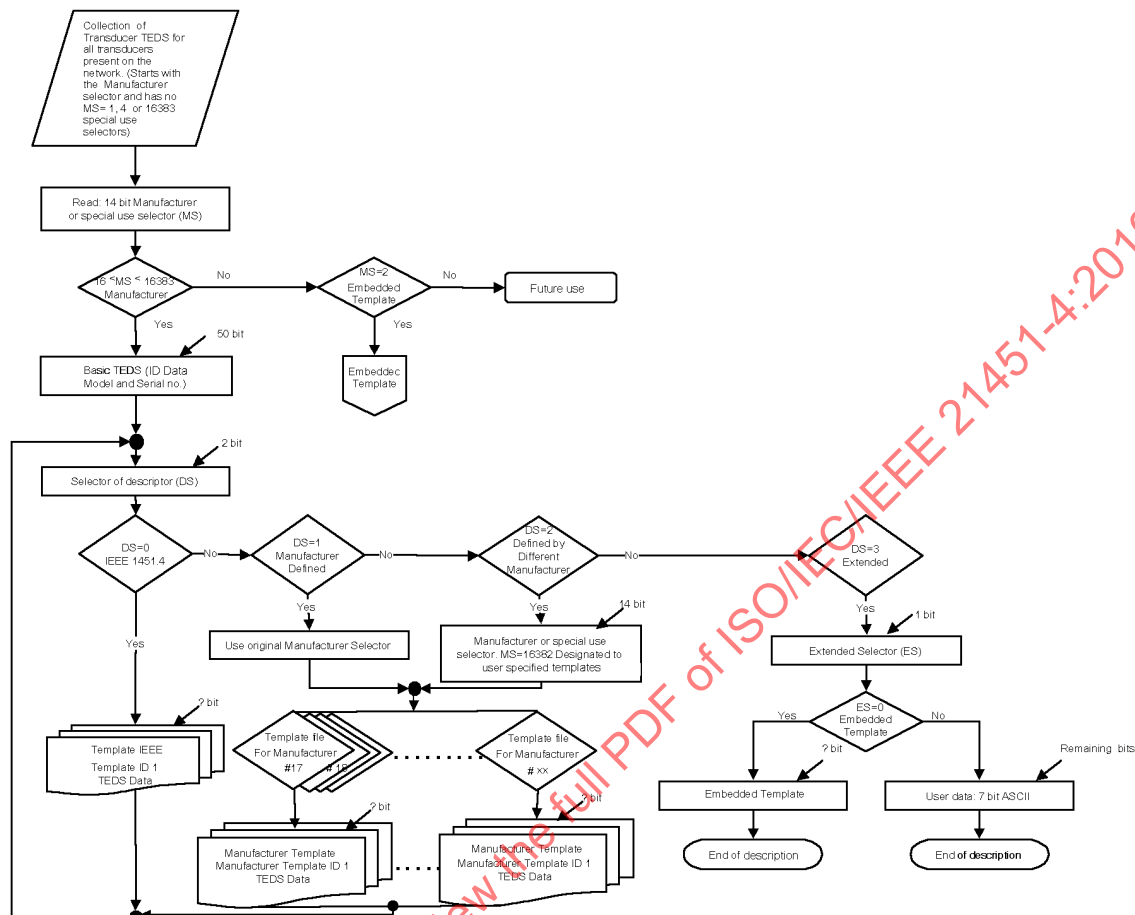 Collection of
Transducer TEDS for
all transducers
present on the
network. (Starts with
the Manufacturer
selector and has no
MS= 1, 4 or 16383
special use
selectors)
Read: 14 bit Manufacturer
or special use selector (MS)
16 <MS < 16383
Manufacturer
No
MS=2
Embedded
Template
No
Future use
Yes
Yes
50 bit
Basic TEDS (ID Data
Model and Serial no.)
Embeddec
Template
2 bit
Selector of descriptor (DS)
DS=0
IEEE 1451.4
No
DS=1
Manufacturer
Defined
No
DS=2
Defined by
Different
Manufacturer
No
DS=3
Extended
Yes
Yes
Yes
Yes
14 bit
1 bit
Use original Manufacturer Selector
Manufacturer or special use
selector. MS=16382 Designated to
user specified templates
Extended Selector (ES)
ES=0
Embedded
Template
Yes
No
? bit
Template IEEE
Template ID 1
TEDS Data
Template file
For Manufacturer
#17
# 18
Template file
For Manufacturer
# xx
? bit
Remaining bits
Embedded Template
User data: 7 bit ASCII
? bit
? bit
Manufacturer Template
Manufacturer Template ID 1
TEDS Data
Manufacturer Template
Manufacturer Template ID 1
TEDS Data
End of description
End of description
view the full PDF of ISO/IEC/IEEE 21451-4:201